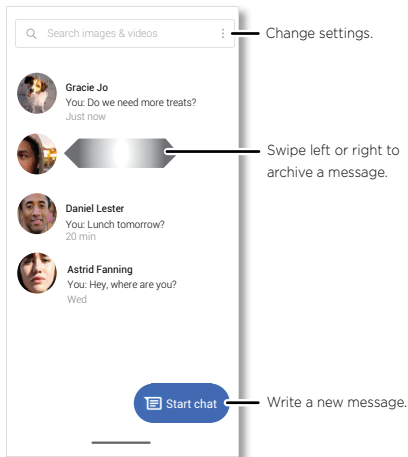 Search images & videos
Change settings.
Gracie Jo
You: Do we need more treats?
Just now
Swipe left or right to
archive a message.
Daniel Lester
You: Lunch tomorrow?
20 min
Astrid Fanning
You: Hey, where are you?
Wed
Start chat
Write a new message.